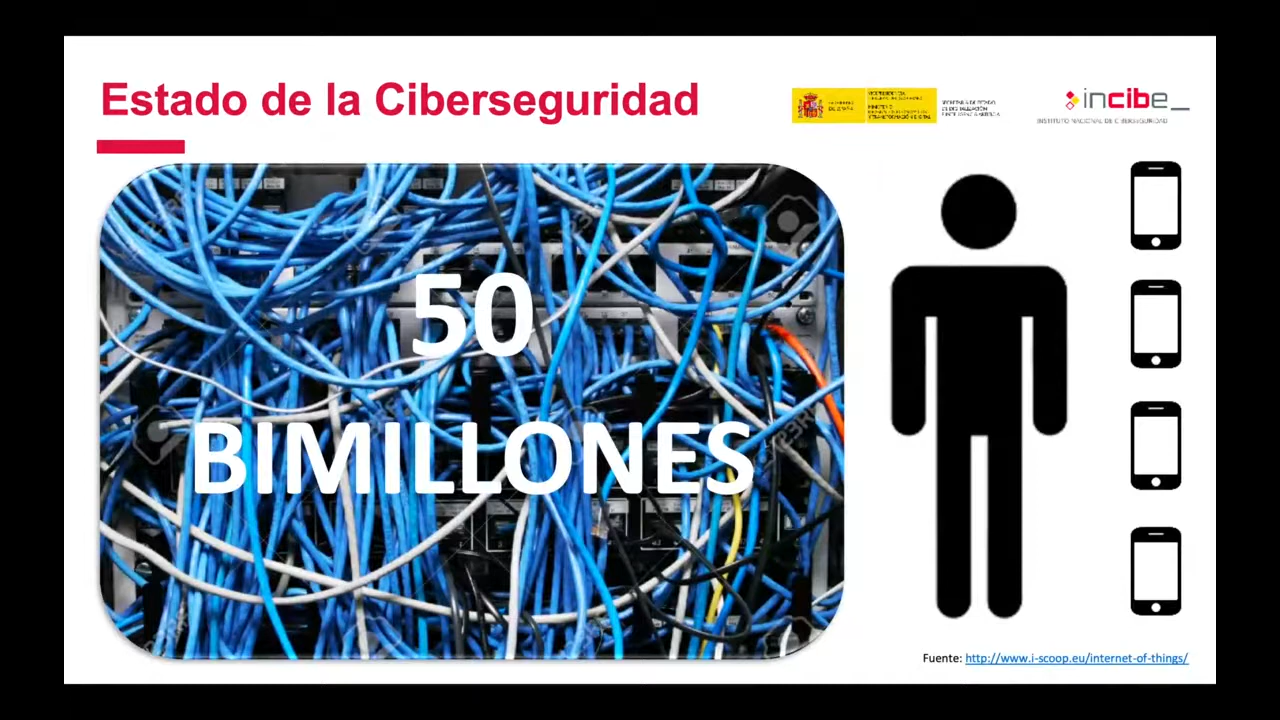 Estado de la Ciberseguridad
incibe_
INSTITUTO NACIONAL DE CIBERSEGURIDAD
50
BIMILLONES
Fuente: http://www.i-scoop.eu/internet-of-things/